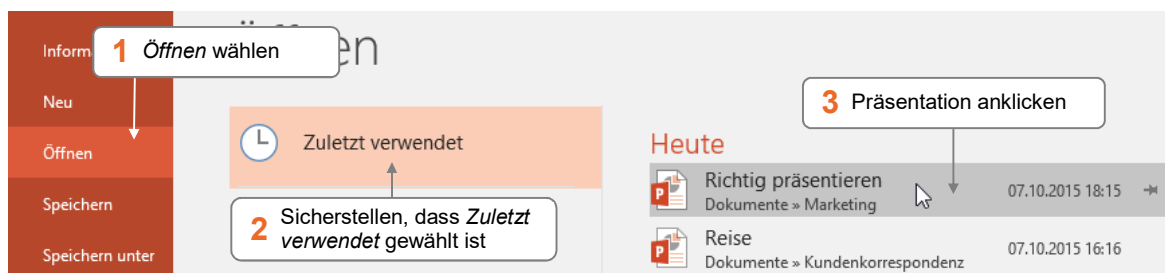 1 Öffnen wählen
Inform
Neu
Öffnen
Speichern
Speichern unter
Zuletzt verwendet
2 Sicherstellen, dass Zuletzt
verwendet gewählt ist
3 Präsentation anklicken
Heute
Richtig präsentieren
Dokumente » Marketing
07.10.2015 18:15
Reise
Dokumente » Kundenkorrespondenz
07.10.2015 16:16